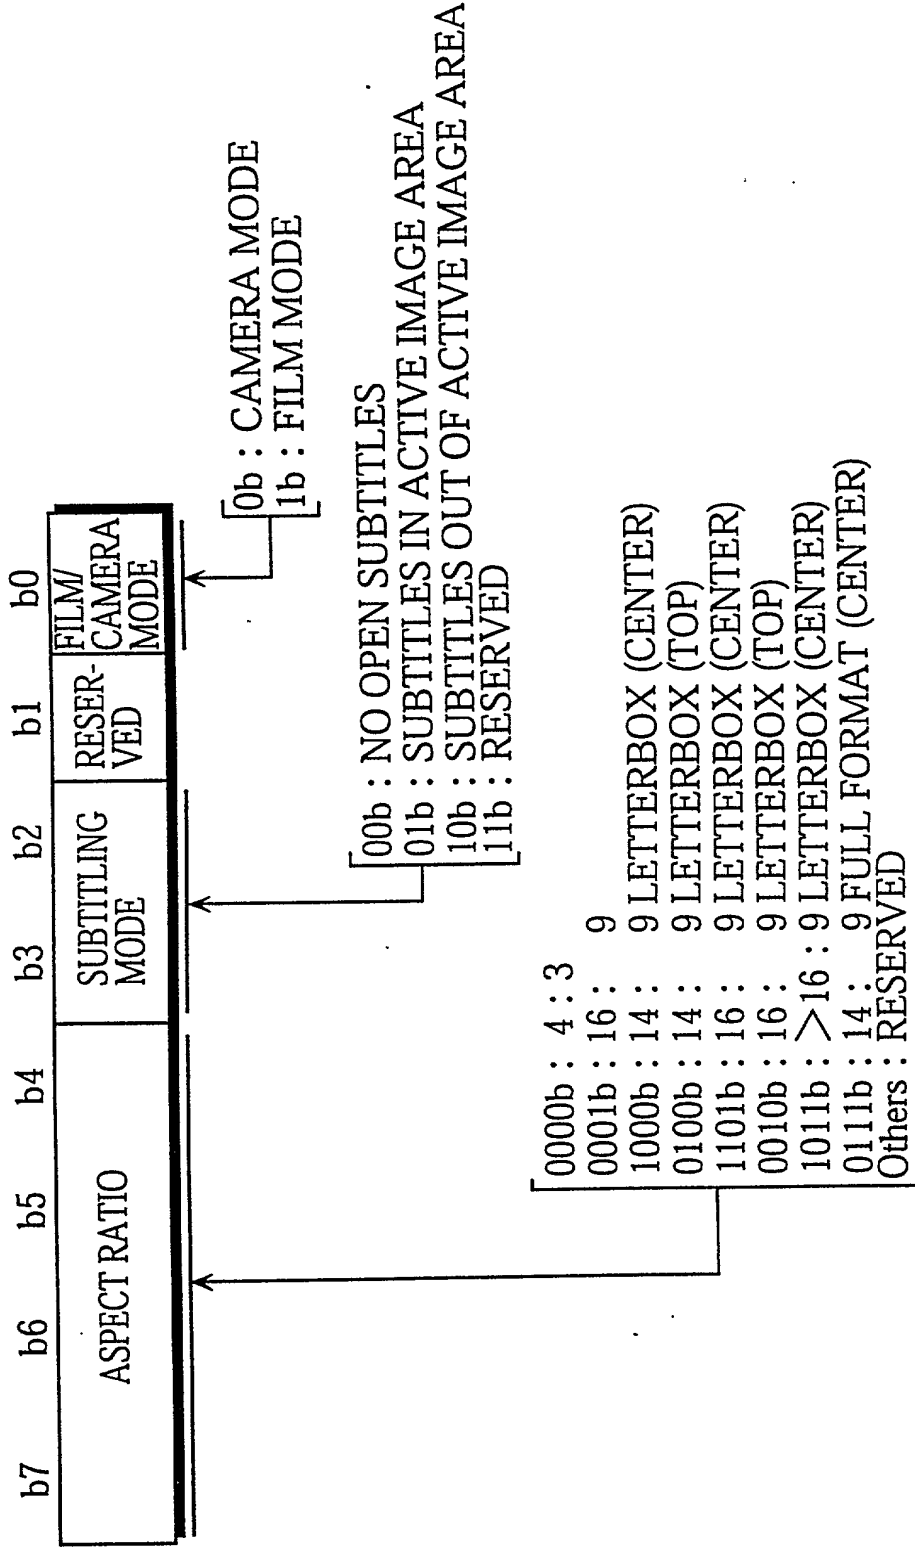 b7 b6 b5 b4 b3 b2 b1 b0
ASPECT RATIO
SUBTITLING
MODE
RESER-
VED
FILM/
CAMERA
MODE
0b : CAMERA MODE
1b : FILM MODE
00b : NO OPEN SUBTITLES
01b : SUBTITLES IN ACTIVE IMAGE AREA
10b : SUBTITLES OUT OF ACTIVE IMAGE AREA
11b : RESERVED
0000b : 4 : 3
0001b : 16 : 9
1000b : 14 : 9 LETTERBOX (CENTER)
0100b : 14 : 9 LETTERBOX (TOP)
1101b : 16 : 9 LETTERBOX (CENTER)
0010b : 16 : 9 LETTERBOX (TOP)
1011b : >16 : 9 LETTERBOX (CENTER)
0111b : 14 : 9 FULL FORMAT (CENTER)
Others : RESERVED